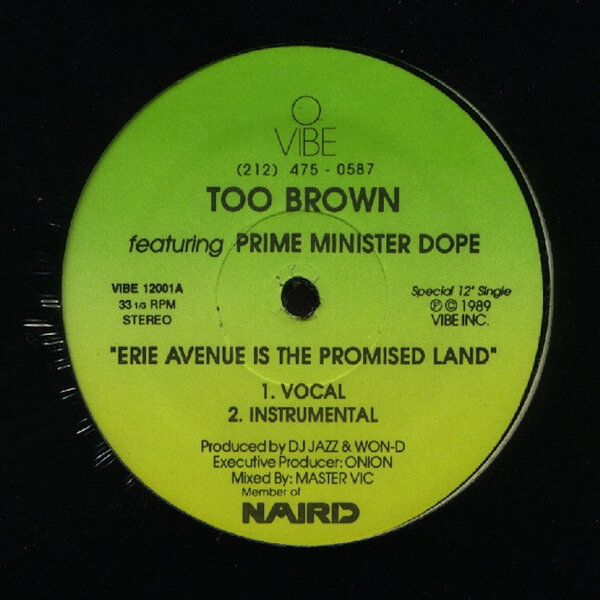 VIBE
(212) 475 - 0587
TOO BROWN
featuring PRIME MINISTER DOPE
VIBE 12001A
33 1/3 RPM
STEREO
Special 12" Single
℗ © 1989
VIBE INC.
"ERIE AVENUE IS THE PROMISED LAND"
1. VOCAL
2. INSTRUMENTAL
Produced by DJ JAZZ & WON-D
Executive Producer: ONION
Mixed By: MASTER VIC
Member of
NAIRD